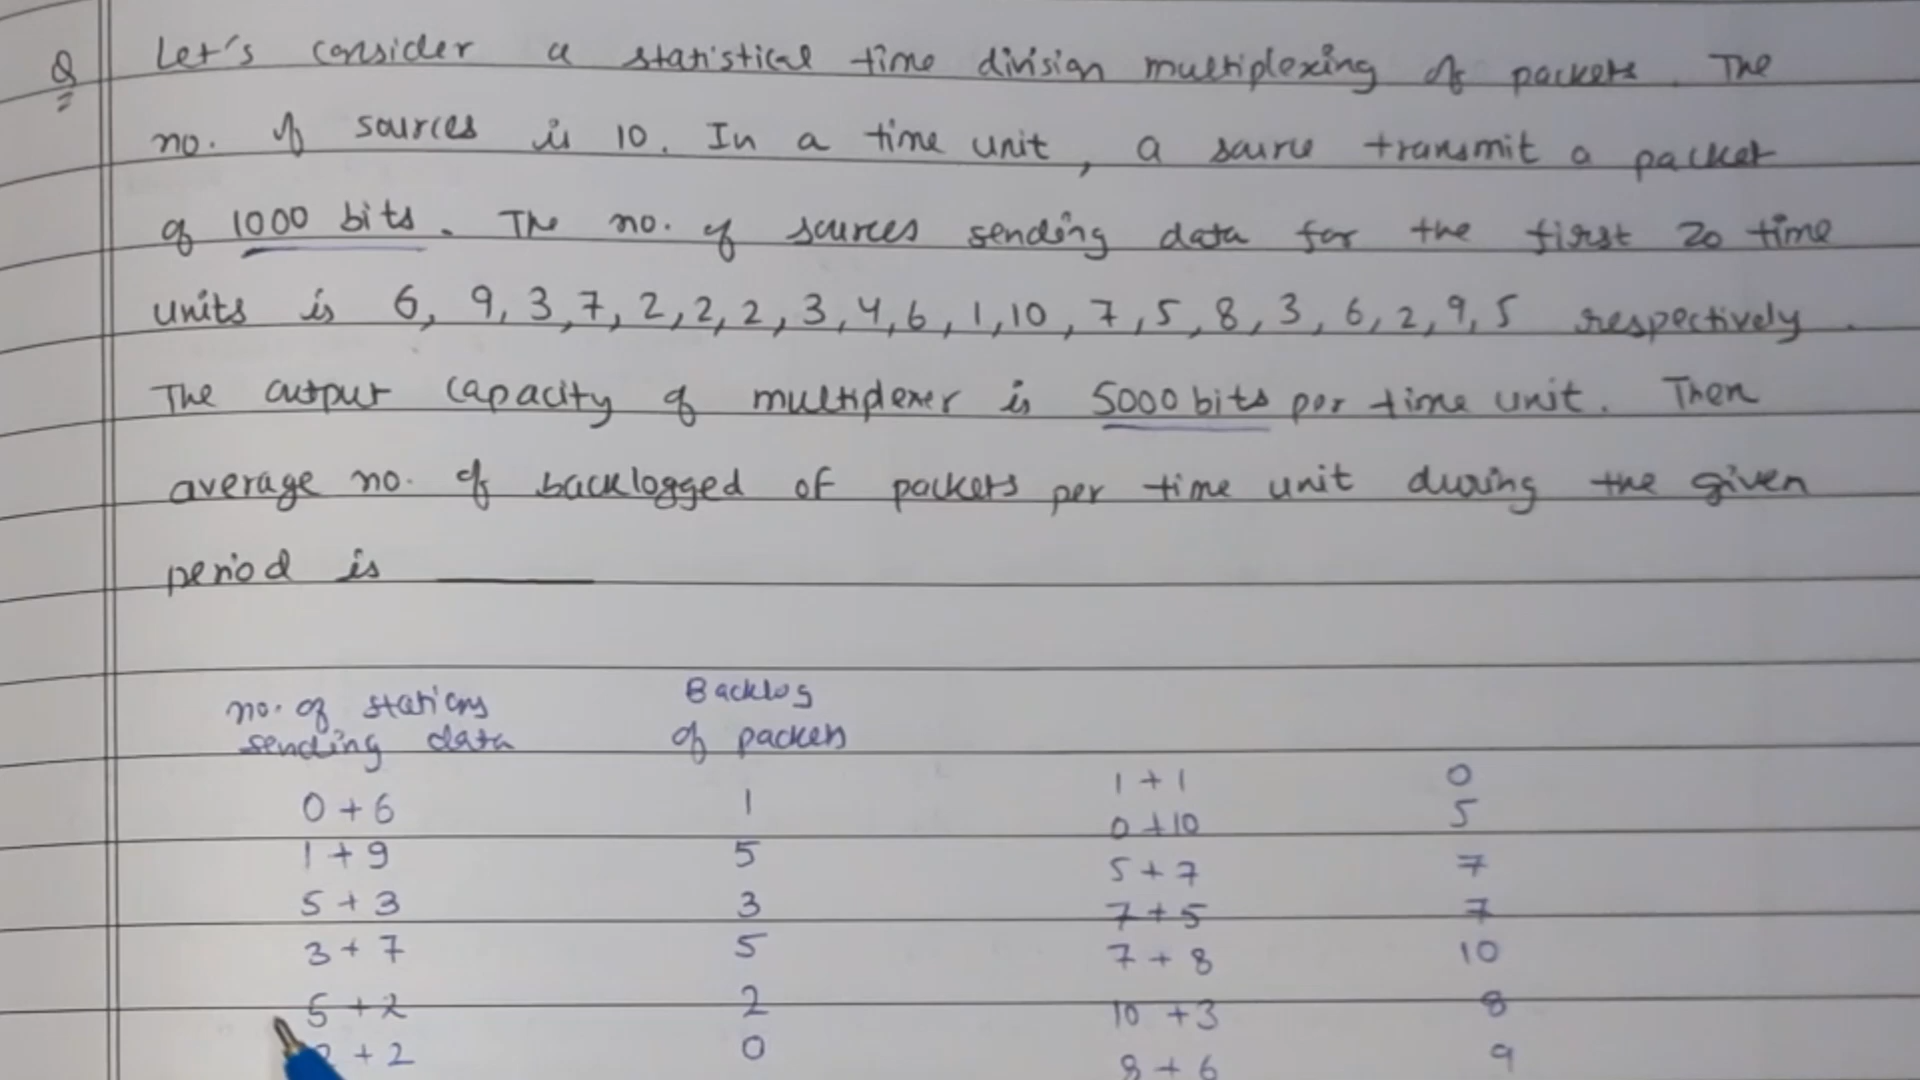 Q Let's consider a statistical time division multiplexing of packets. The
no. of sources is 10. In a time unit, a source transmit a packet
of 1000 bits. The no. of sources sending data for the first 20 time
units is 6, 9, 3, 7, 2, 2, 2, 3, 4, 6, 1, 10, 7, 5, 8, 3, 6, 2, 9, 5 respectively.
The output capacity of multiplexer is 5000 bits per time unit. Then
average no. of backlogged of packets per time unit during the given
period is ______
no. of stations
sending data
Backlog
of packets
0 + 6 1
1 + 9 5
5 + 3 3
3 + 7 5
5 + 2 2
+ 2 0
1 + 1 0
0 + 10 5
5 + 7 7
7 + 5 7
7 + 8 10
10 + 3 8
8 + 6 9